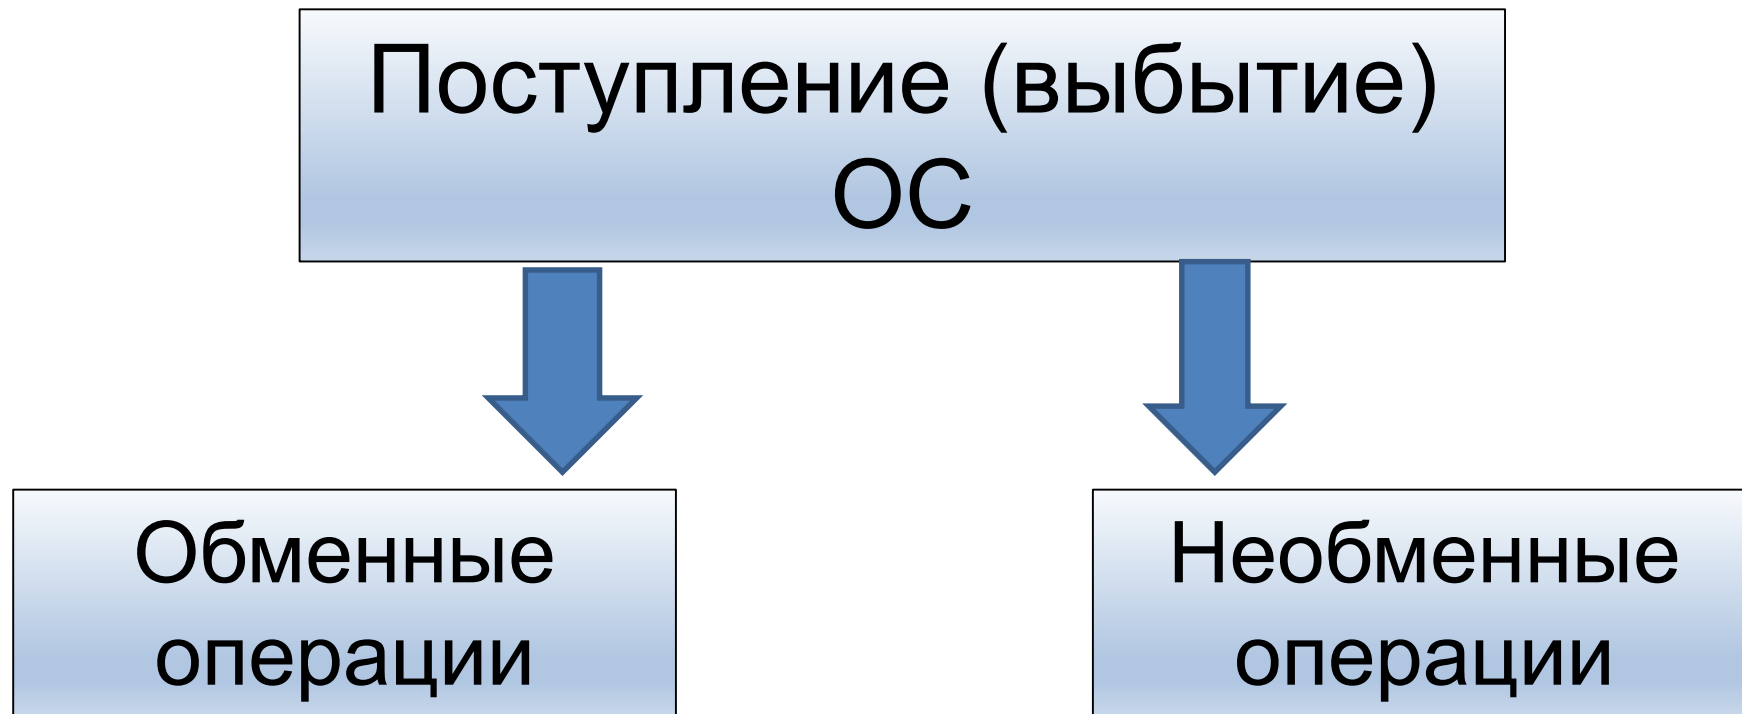 Поступление (выбытие)
ОС
Обменные
операции
Необменные
операции